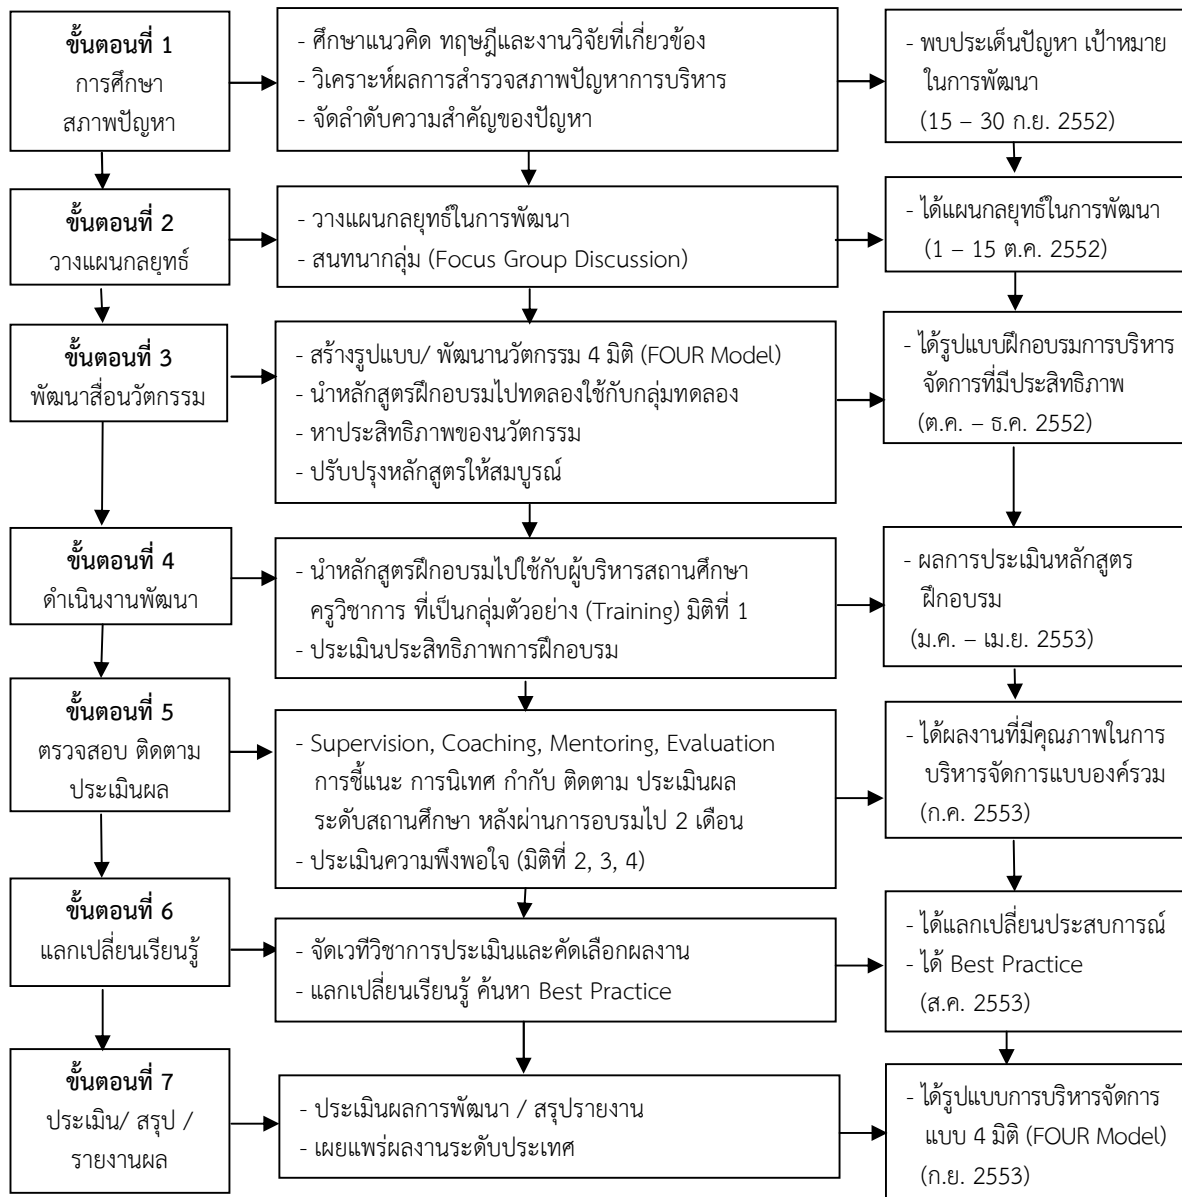 ขั้นตอนที่ 1
การศึกษา
สภาพปัญหา
- ศึกษาแนวคิด ทฤษฎีและงานวิจัยที่เกี่ยวข้อง
- วิเคราะห์ผลการสำรวจสภาพปัญหาการบริหาร
- จัดลำดับความสำคัญของปัญหา
- พบประเด็นปัญหา เป้าหมาย
ในการพัฒนา
(15 – 30 ก.ย. 2552)
ขั้นตอนที่ 2
วางแผนกลยุทธ์
- วางแผนกลยุทธ์ในการพัฒนา
- สนทนากลุ่ม (Focus Group Discussion)
- ได้แผนกลยุทธ์ในการพัฒนา
(1 – 15 ต.ค. 2552)
ขั้นตอนที่ 3
พัฒนาสื่อนวัตกรรม
- สร้างรูปแบบ/ พัฒนานวัตกรรม 4 มิติ (FOUR Model)
- นำหลักสูตรฝึกอบรมไปทดลองใช้กับกลุ่มทดลอง
- หาประสิทธิภาพของนวัตกรรม
- ปรับปรุงหลักสูตรให้สมบูรณ์
- ได้รูปแบบฝึกอบรมการบริหาร
จัดการที่มีประสิทธิภาพ
(ต.ค. – ธ.ค. 2552)
ขั้นตอนที่ 4
ดำเนินงานพัฒนา
- นำหลักสูตรฝึกอบรมไปใช้กับผู้บริหารสถานศึกษา
ครูวิชาการ ที่เป็นกลุ่มตัวอย่าง (Training) มิติที่ 1
- ประเมินประสิทธิภาพการฝึกอบรม
- ผลการประเมินหลักสูตร
ฝึกอบรม
(ม.ค. – เม.ย. 2553)
ขั้นตอนที่ 5
ตรวจสอบ ติดตาม
ประเมินผล
- Supervision, Coaching, Mentoring, Evaluation
การชี้แนะ การนิเทศ กำกับ ติดตาม ประเมินผล
ระดับสถานศึกษา หลังผ่านการอบรมไป 2 เดือน
- ประเมินความพึงพอใจ (มิติที่ 2, 3, 4)
- ได้ผลงานที่มีคุณภาพในการ
บริหารจัดการแบบองค์รวม
(ก.ค. 2553)
ขั้นตอนที่ 6
แลกเปลี่ยนเรียนรู้
- จัดเวทีวิชาการประเมินและคัดเลือกผลงาน
- แลกเปลี่ยนเรียนรู้ ค้นหา Best Practice
- ได้แลกเปลี่ยนประสบการณ์
- ได้ Best Practice
(ส.ค. 2553)
ขั้นตอนที่ 7
ประเมิน/ สรุป /
รายงานผล
- ประเมินผลการพัฒนา / สรุปรายงาน
- เผยแพร่ผลงานระดับประเทศ
- ได้รูปแบบการบริหารจัดการ
แบบ 4 มิติ (FOUR Model)
(ก.ย. 2553)